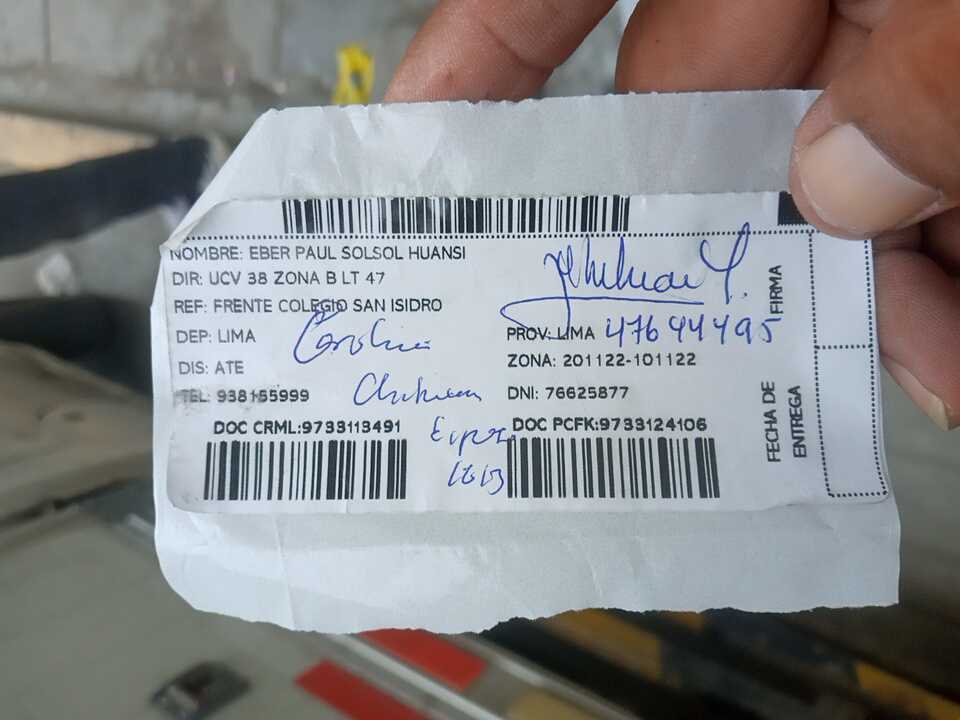 NOMBRE: EBER PAUL SOLSOL HUANSI
DIR: UCV 38 ZONA B LT 47
REF: FRENTE COLEGIO SAN ISIDRO
DEP: LIMA
PROV: LIMA 47644495
DIS: ATE
ZONA: 201122-101122
TEL: 938155999
DNI: 76625877
DOC CRML:9733113491
DOC PCFK:9733124106
FIRMA
FECHA DE
ENTREGA